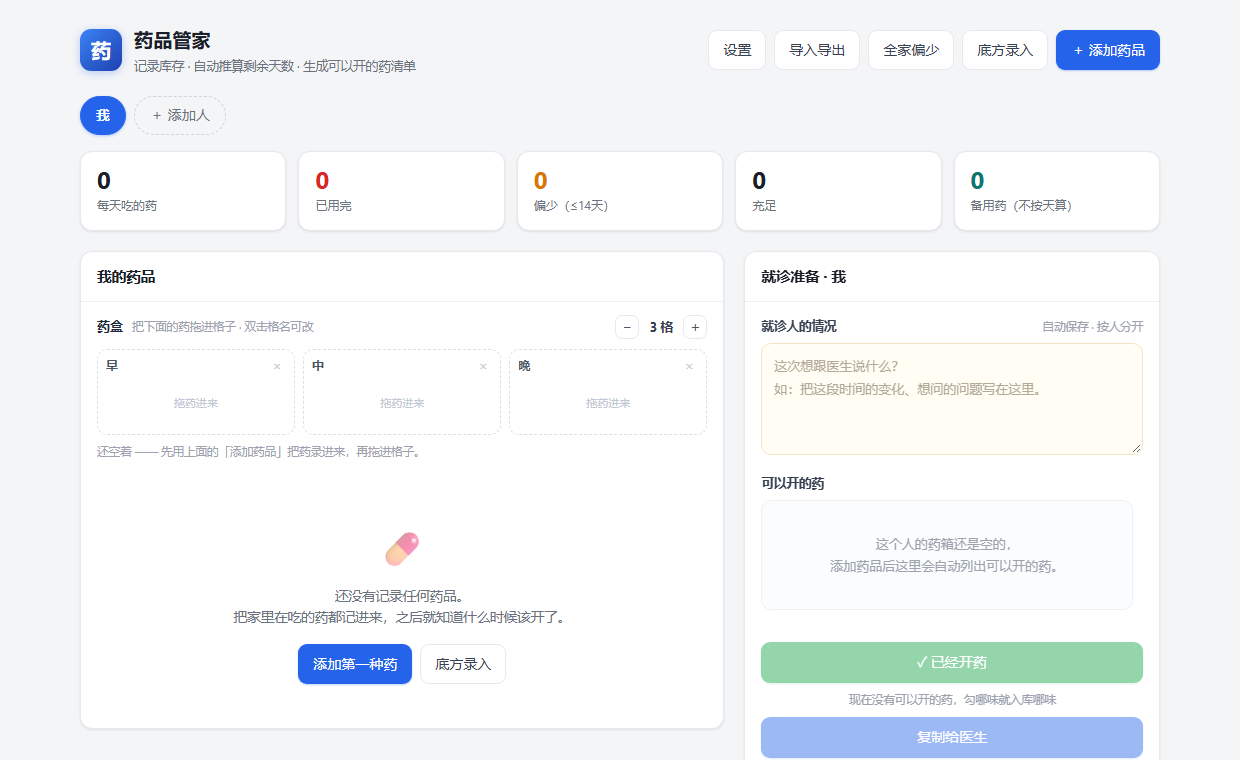 药
药品管家
记录库存 · 自动推算剩余天数 · 生成可以开的药清单
设置
导入导出
全家偏少
底方录入
+ 添加药品
我
+ 添加人
0
每天吃的药
0
已用完
0
偏少（≤14天）
0
充足
0
备用药（不按天算）
我的药品
药盒 把下面的药拖进格子 · 双击格名可改
− 3 格 +
早 ×
拖药进来
中 ×
拖药进来
晚 ×
拖药进来
还空着 —— 先用上面的「添加药品」把药录进来，再拖进格子。
还没有记录任何药品。
把家里在吃的药都记进来，之后就知道什么时候该开了。
添加第一种药
底方录入
就诊准备 · 我
就诊人的情况
自动保存 · 按人分开
这次想跟医生说什么？
如：把这段时间的变化、想问的问题写在这里。
可以开的药
这个人的药箱还是空的，
添加药品后这里会自动列出可以开的药。
✓ 已经开药
现在没有可以开的药，勾哪味就入库哪味
复制给医生